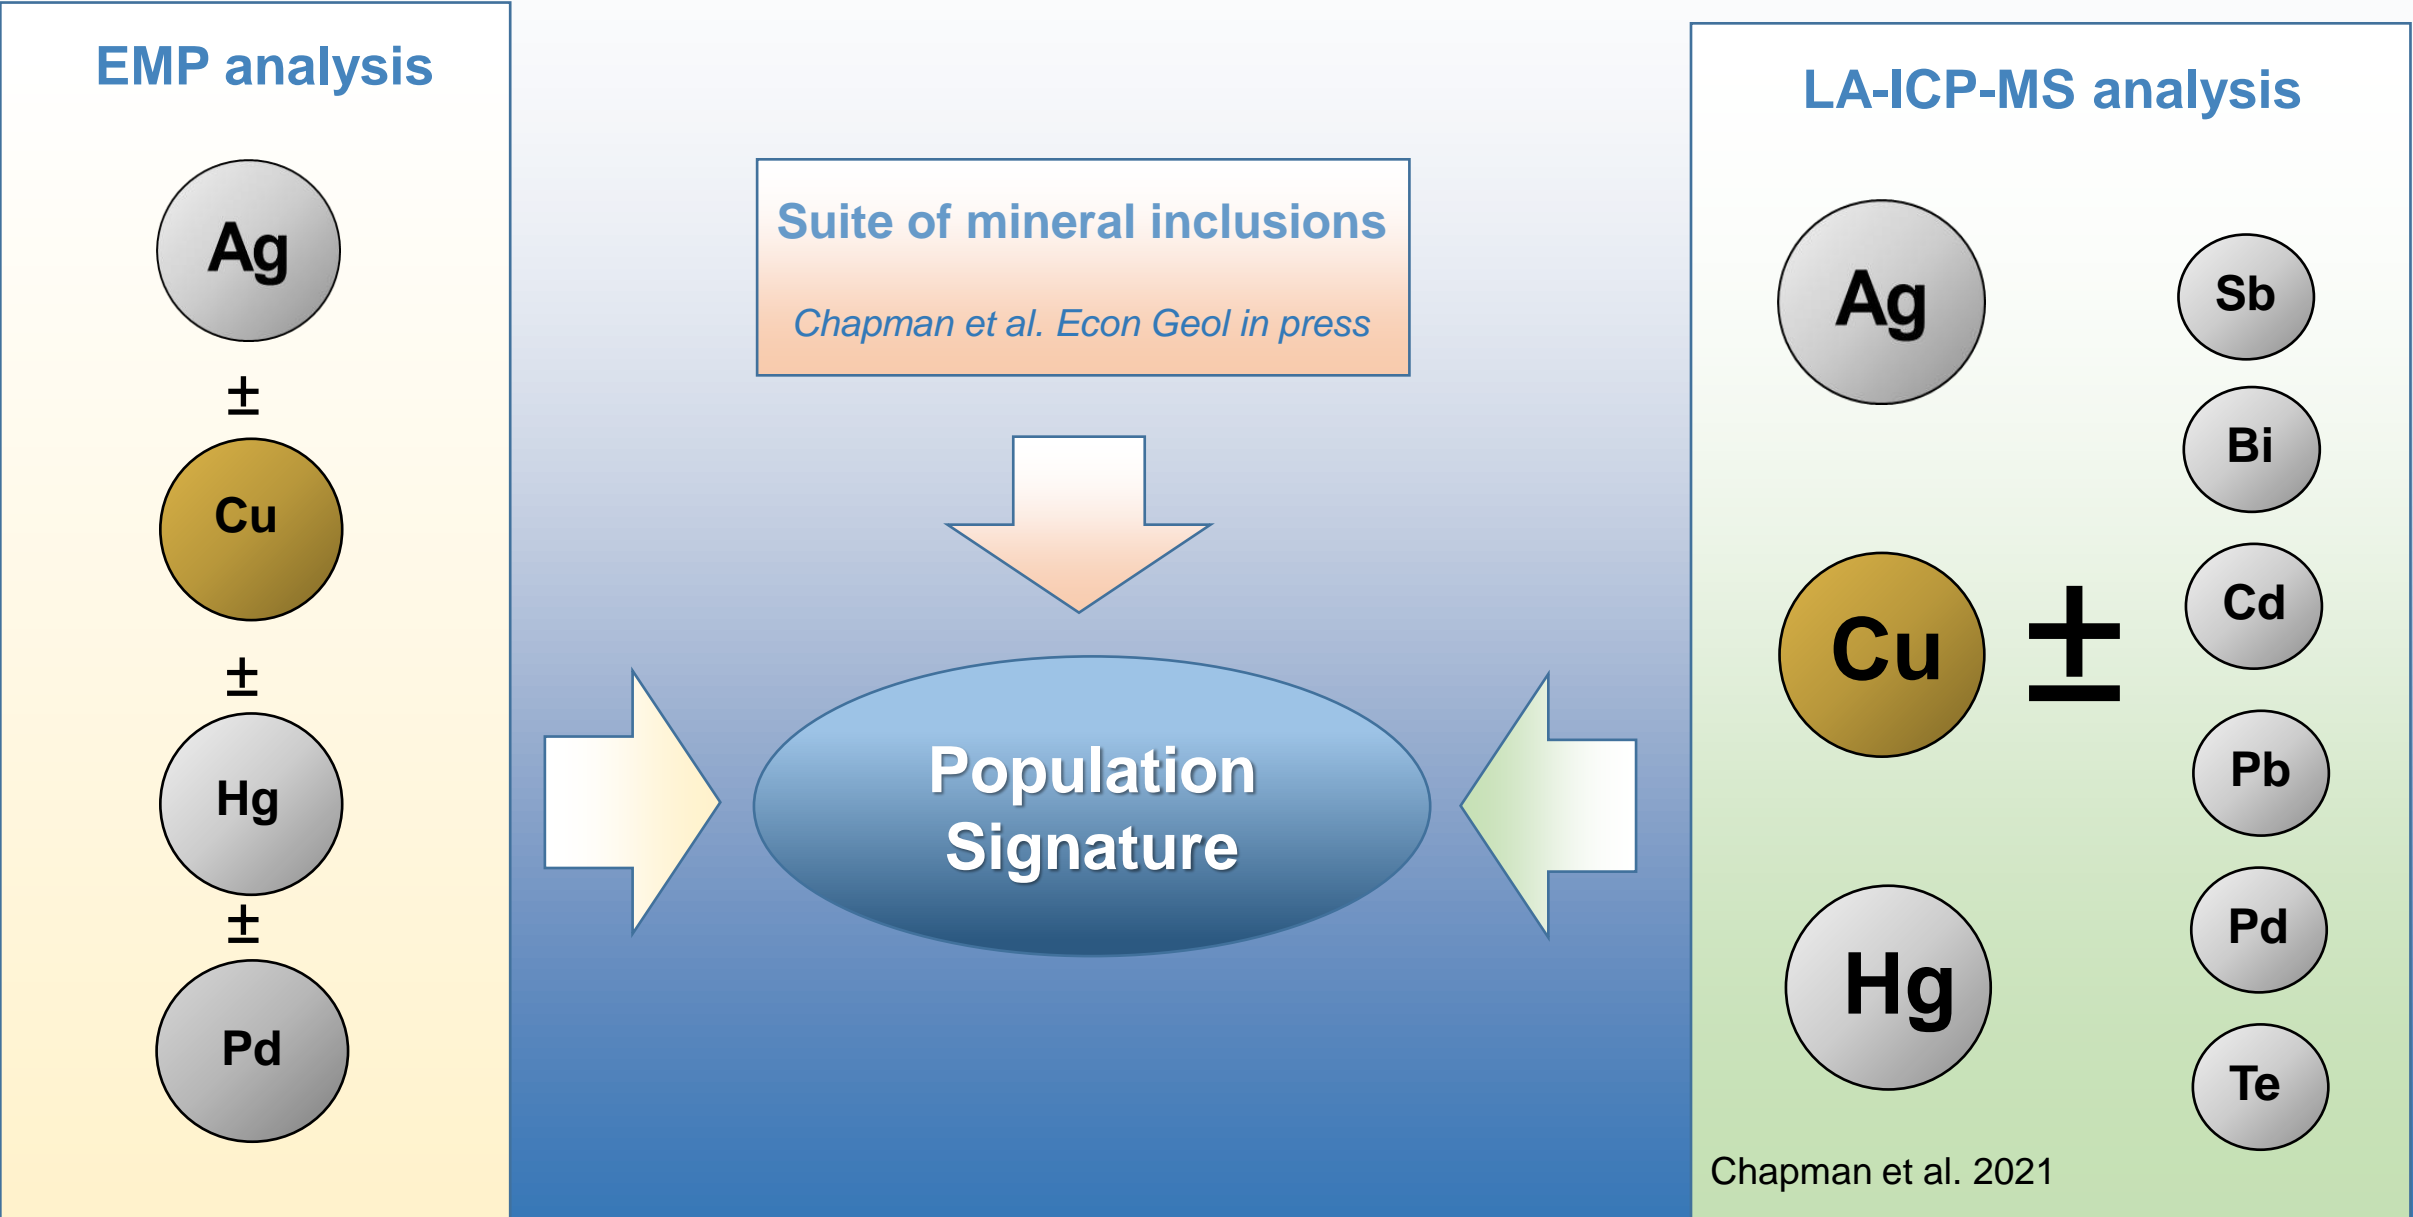 EMP analysis
Ag
±
Cu
±
Hg
±
Pd
Suite of mineral inclusions
Chapman et al. Econ Geol in press
Population
Signature
LA-ICP-MS analysis
Ag
Cu
Hg
±
Sb
Bi
Cd
Pb
Pd
Te
Chapman et al. 2021